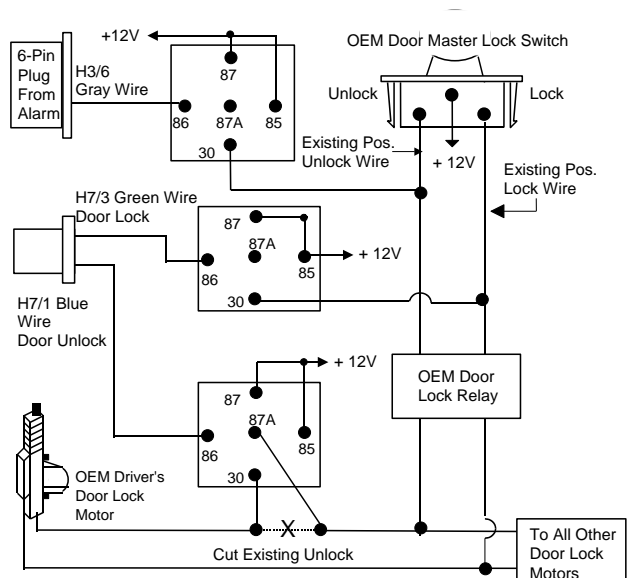 +12V
OEM Door Master Lock Switch
6-Pin
Plug
From
Alarm
H3/6
Gray Wire
87
86
87A
85
30
Unlock
Lock
Existing Pos.
Unlock Wire
+ 12V
Existing Pos.
Lock Wire
H7/3 Green Wire
Door Lock
87
87A
86
85
30
+ 12V
H7/1 Blue
Wire
Door Unlock
+ 12V
87
87A
86
85
30
OEM Door
Lock Relay
OEM Driver's
Door Lock
Motor
X
Cut Existing Unlock
To All Other
Door Lock
Motors